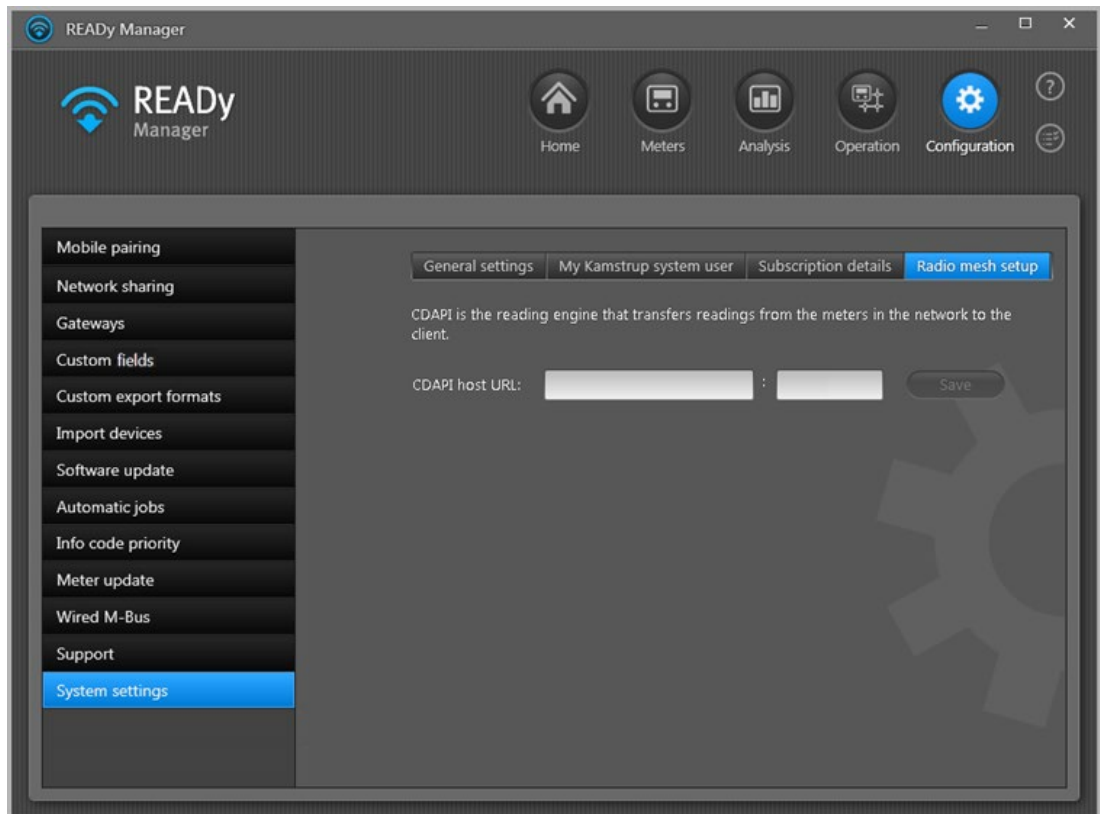 READy Manager
READy
Manager
Home
Meters
Analysis
Operation
Configuration
?
Mobile pairing
Network sharing
Gateways
Custom fields
Custom export formats
Import devices
Software update
Automatic jobs
Info code priority
Meter update
Wired M-Bus
Support
System settings
General settings
My Kamstrup system user
Subscription details
Radio mesh setup
CDAPI is the reading engine that transfers readings from the meters in the network to the
client.
CDAPI host URL:
:
Save